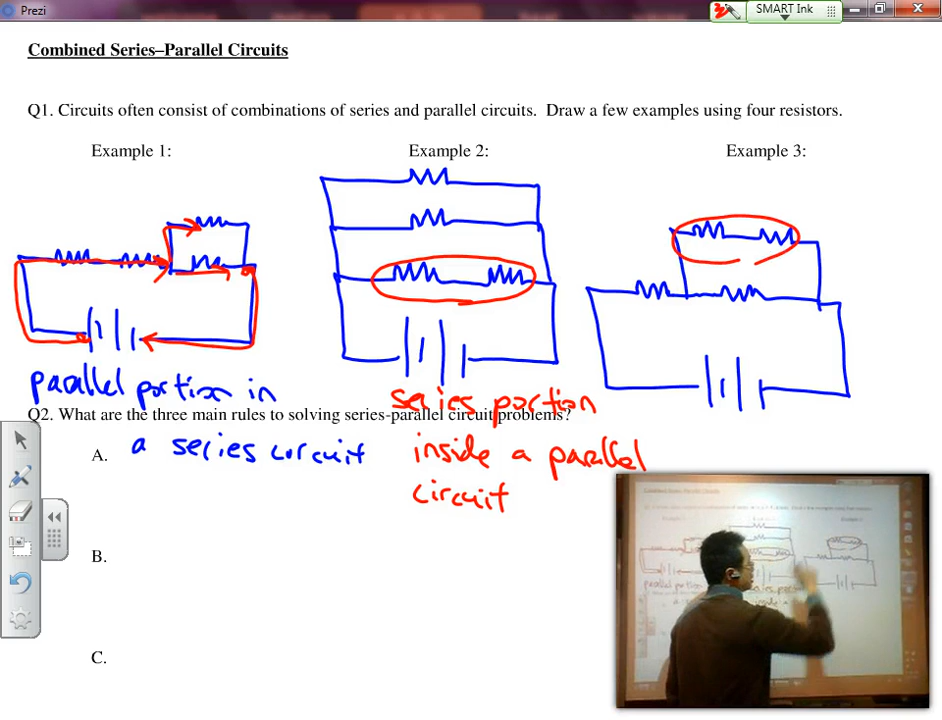 Prezi
SMART Ink
Combined Series–Parallel Circuits
Q1. Circuits often consist of combinations of series and parallel circuits. Draw a few examples using four resistors.
Example 1: Example 2: Example 3:
parallel portion in
series portion
Q2. What are the three main rules to solving series-parallel circuit problems?
A. a series circuit
inside a parallel
circuit
B.
C.